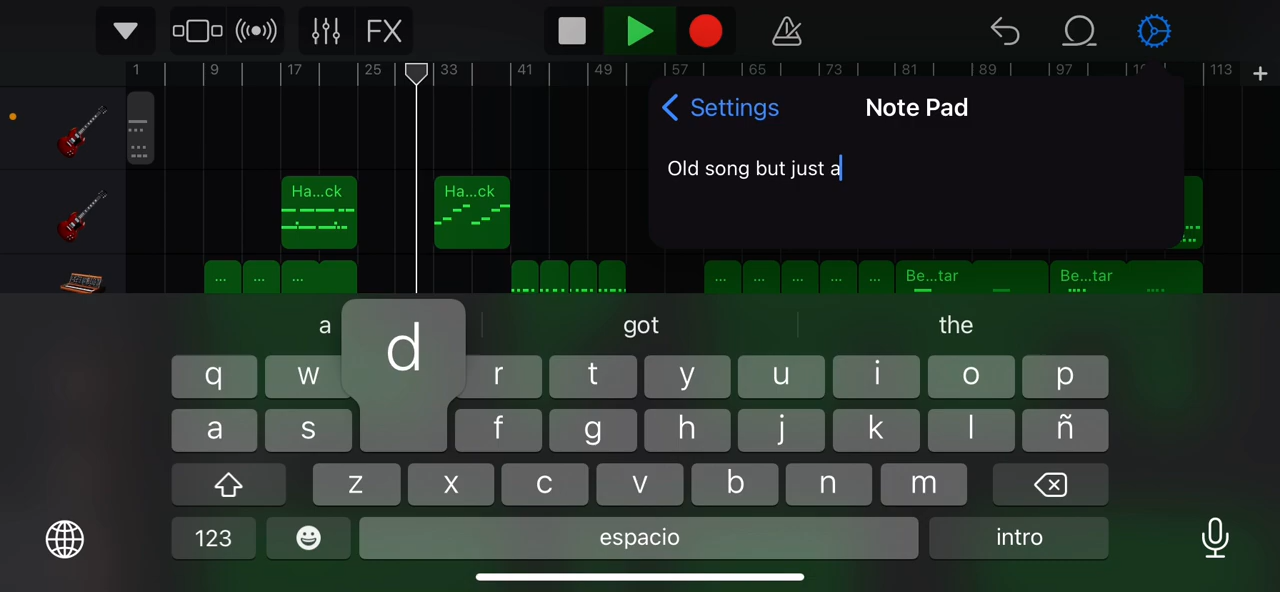 FX
1 9 17 25 33 41 49 57 65 73 81 89 97 113
Settings
Note Pad
Old song but just a
Ha...ck
Ha...ck
...
...
...
...
...
...
...
...
Be...tar
Be...tar
a got the
d
q w r t y u i o p
a s f g h j k l ñ
z x c v b n m
123 espacio intro